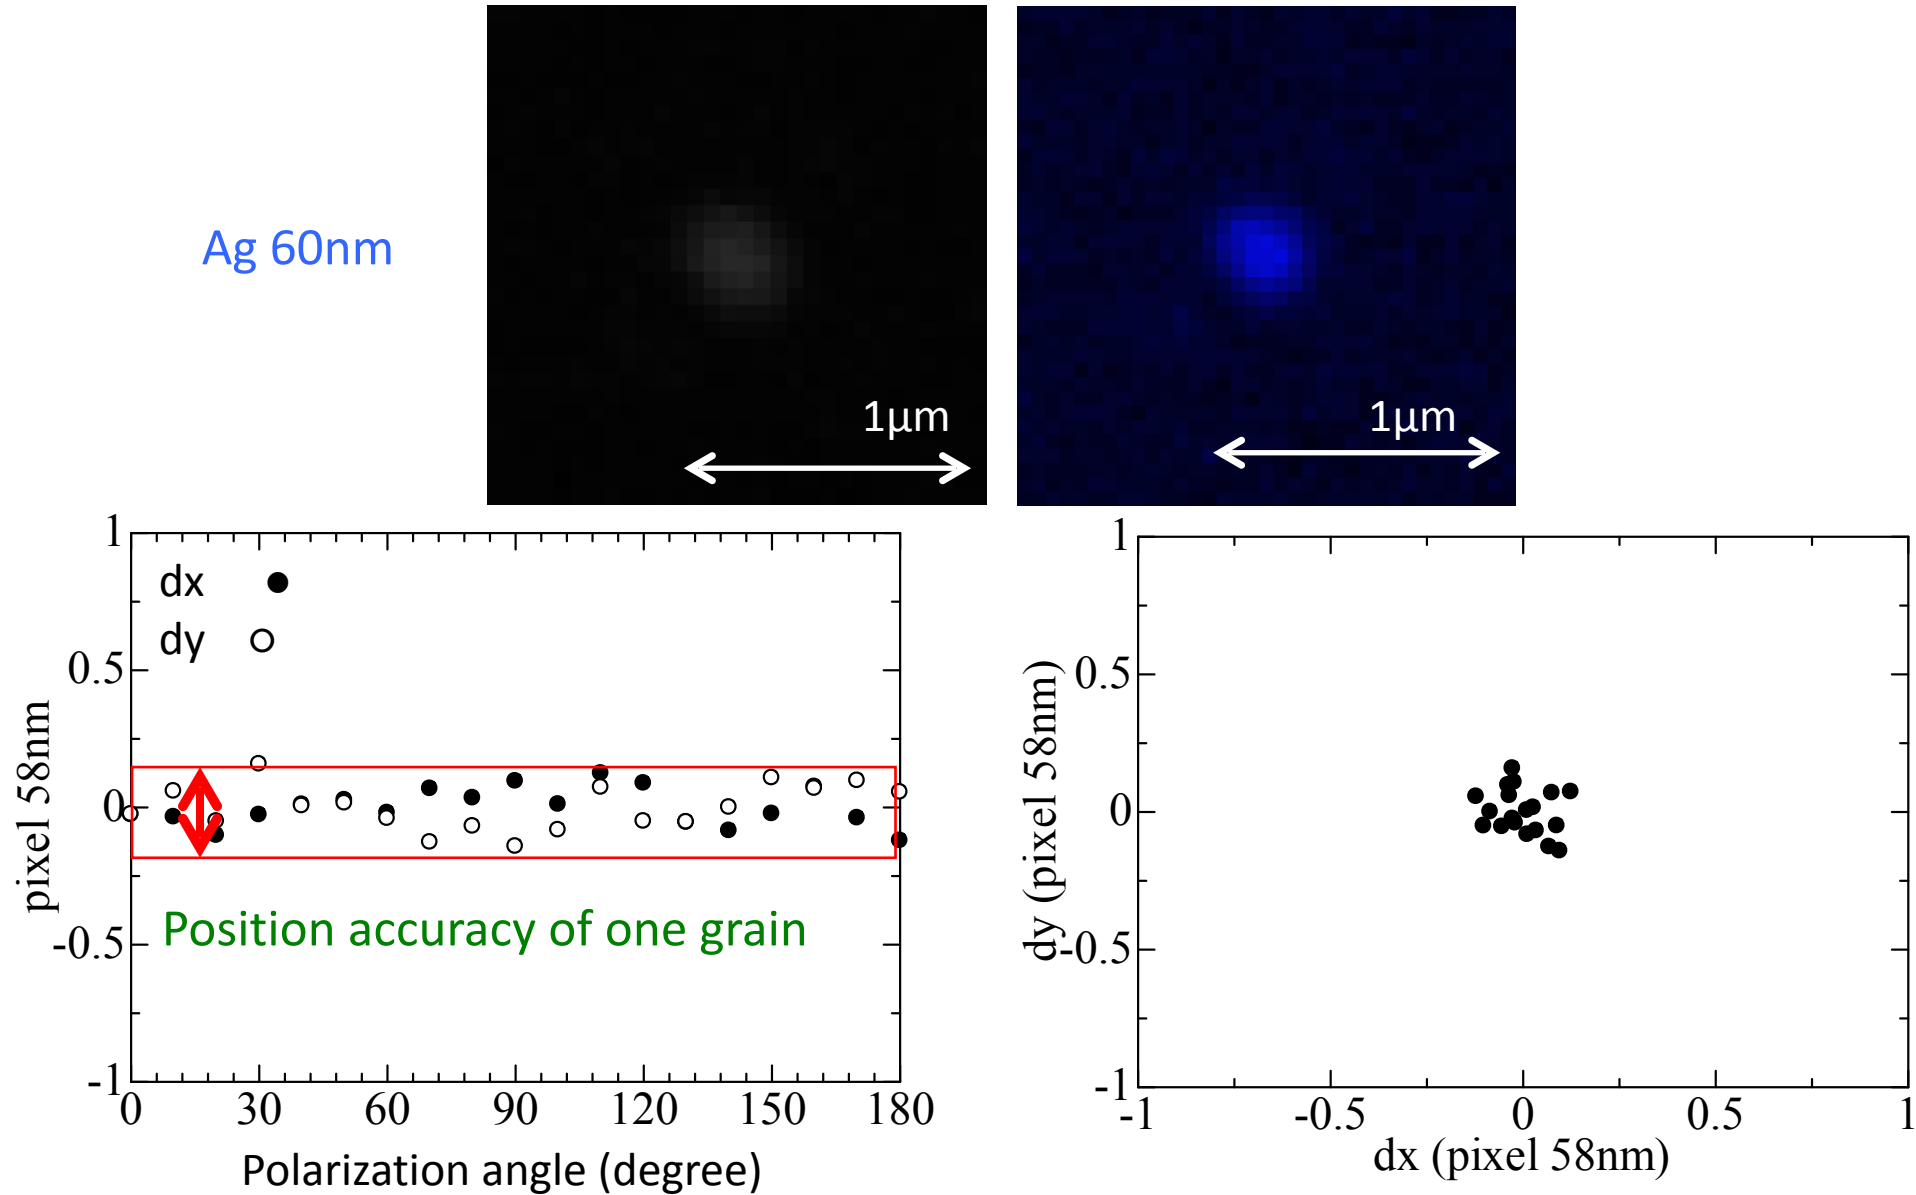 Ag 60nm
1μm
1μm
1
0.5
0
-0.5
-1
pixel 58nm
dx
dy
Position accuracy of one grain
0 30 60 90 120 150 180
Polarization angle (degree)
1
0.5
0
-0.5
-1
dy (pixel 58nm)
-1 -0.5 0 0.5 1
dx (pixel 58nm)